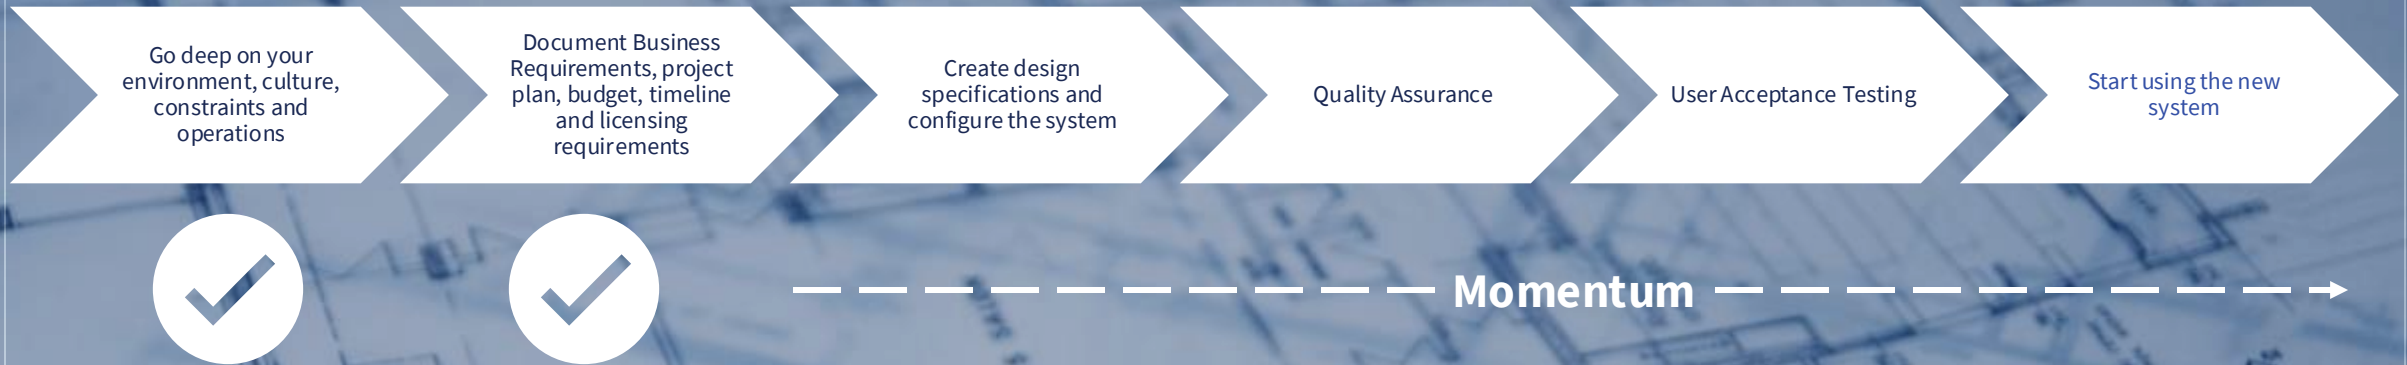 Go deep on your
environment, culture,
constraints and
operations
Document Business
Requirements, project
plan, budget, timeline
and licensing
requirements
Create design
specifications and
configure the system
Quality Assurance
User Acceptance Testing
Start using the new
system
Momentum